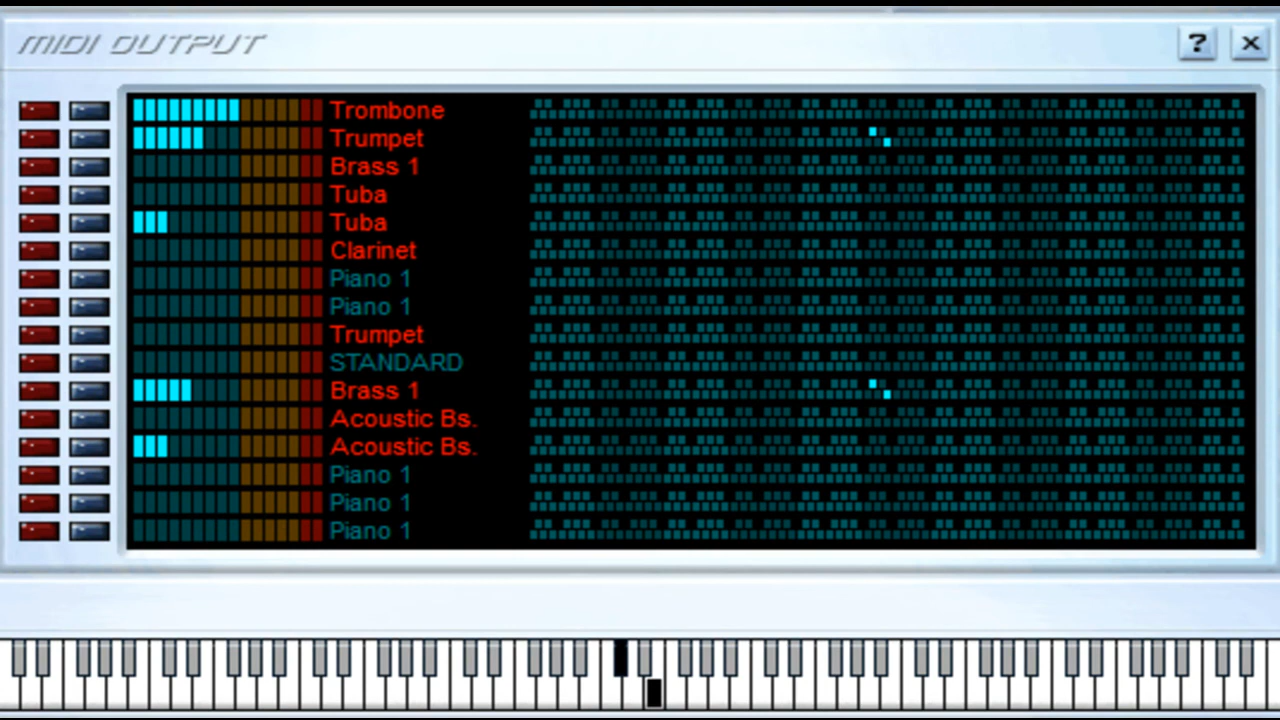 MIDI OUTPUT ? ×
Trombone
Trumpet
Brass 1
Tuba
Tuba
Clarinet
Piano 1
Piano 1
Trumpet
STANDARD
Brass 1
Acoustic Bs.
Acoustic Bs.
Piano 1
Piano 1
Piano 1